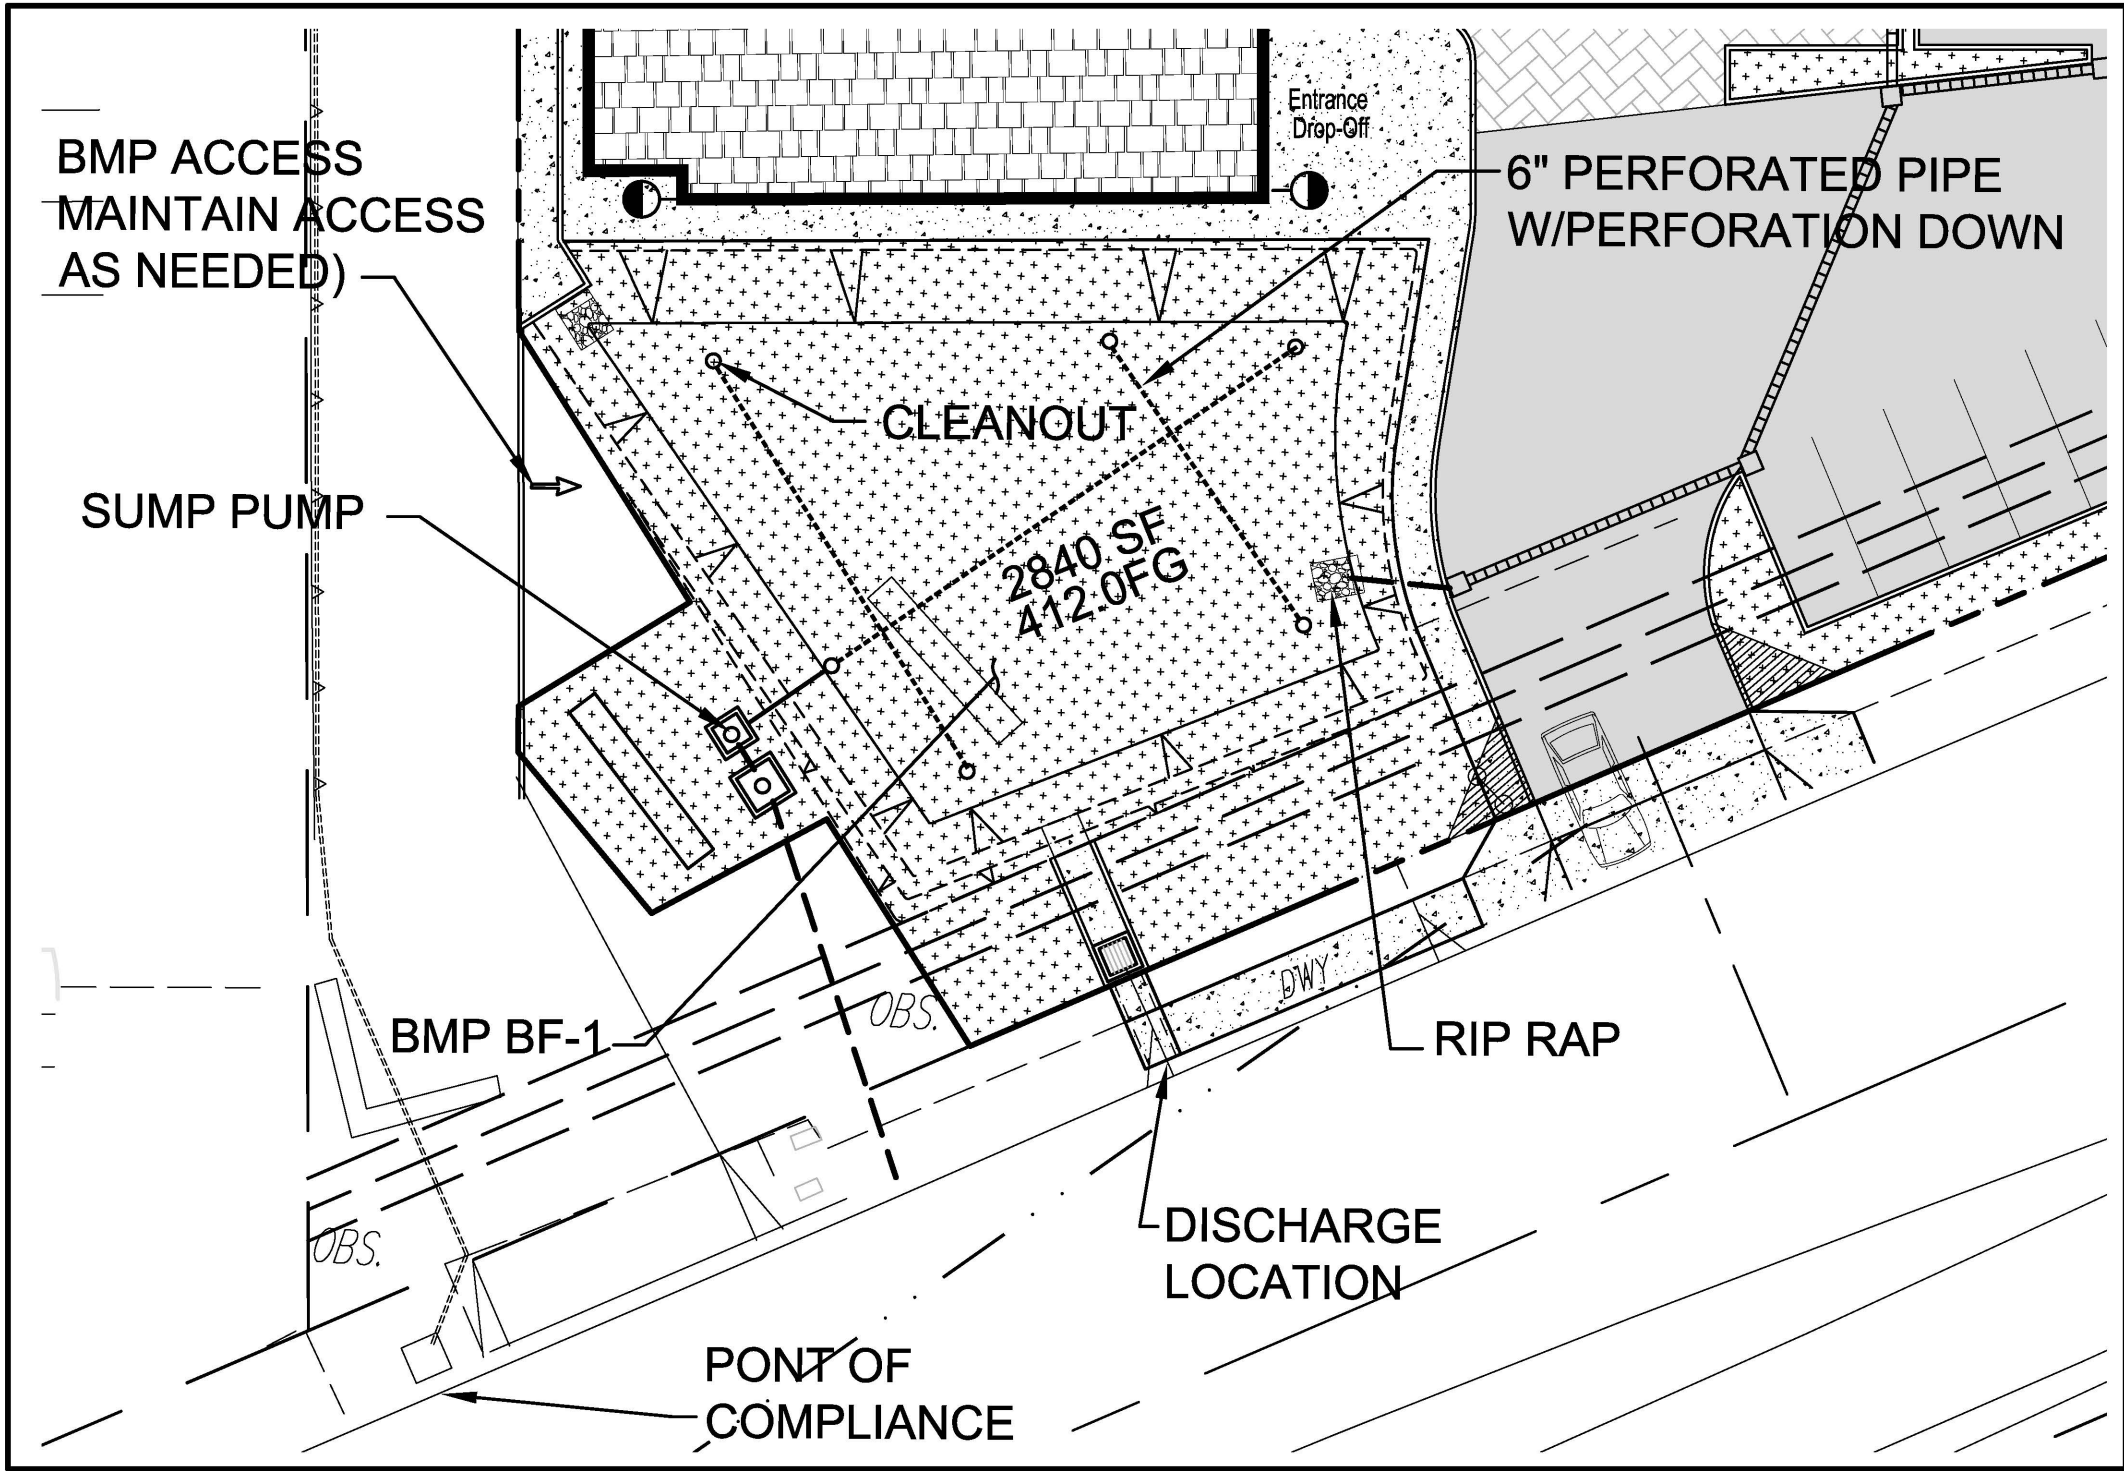 Entrance
Drop-Off
BMP ACCESS
MAINTAIN ACCESS
AS NEEDED)
6" PERFORATED PIPE
W/PERFORATION DOWN
CLEANOUT
SUMP PUMP
2840 SF
412.0FG
DWY
OBS.
BMP BF-1
RIP RAP
DISCHARGE
LOCATION
OBS.
PONT OF
COMPLIANCE